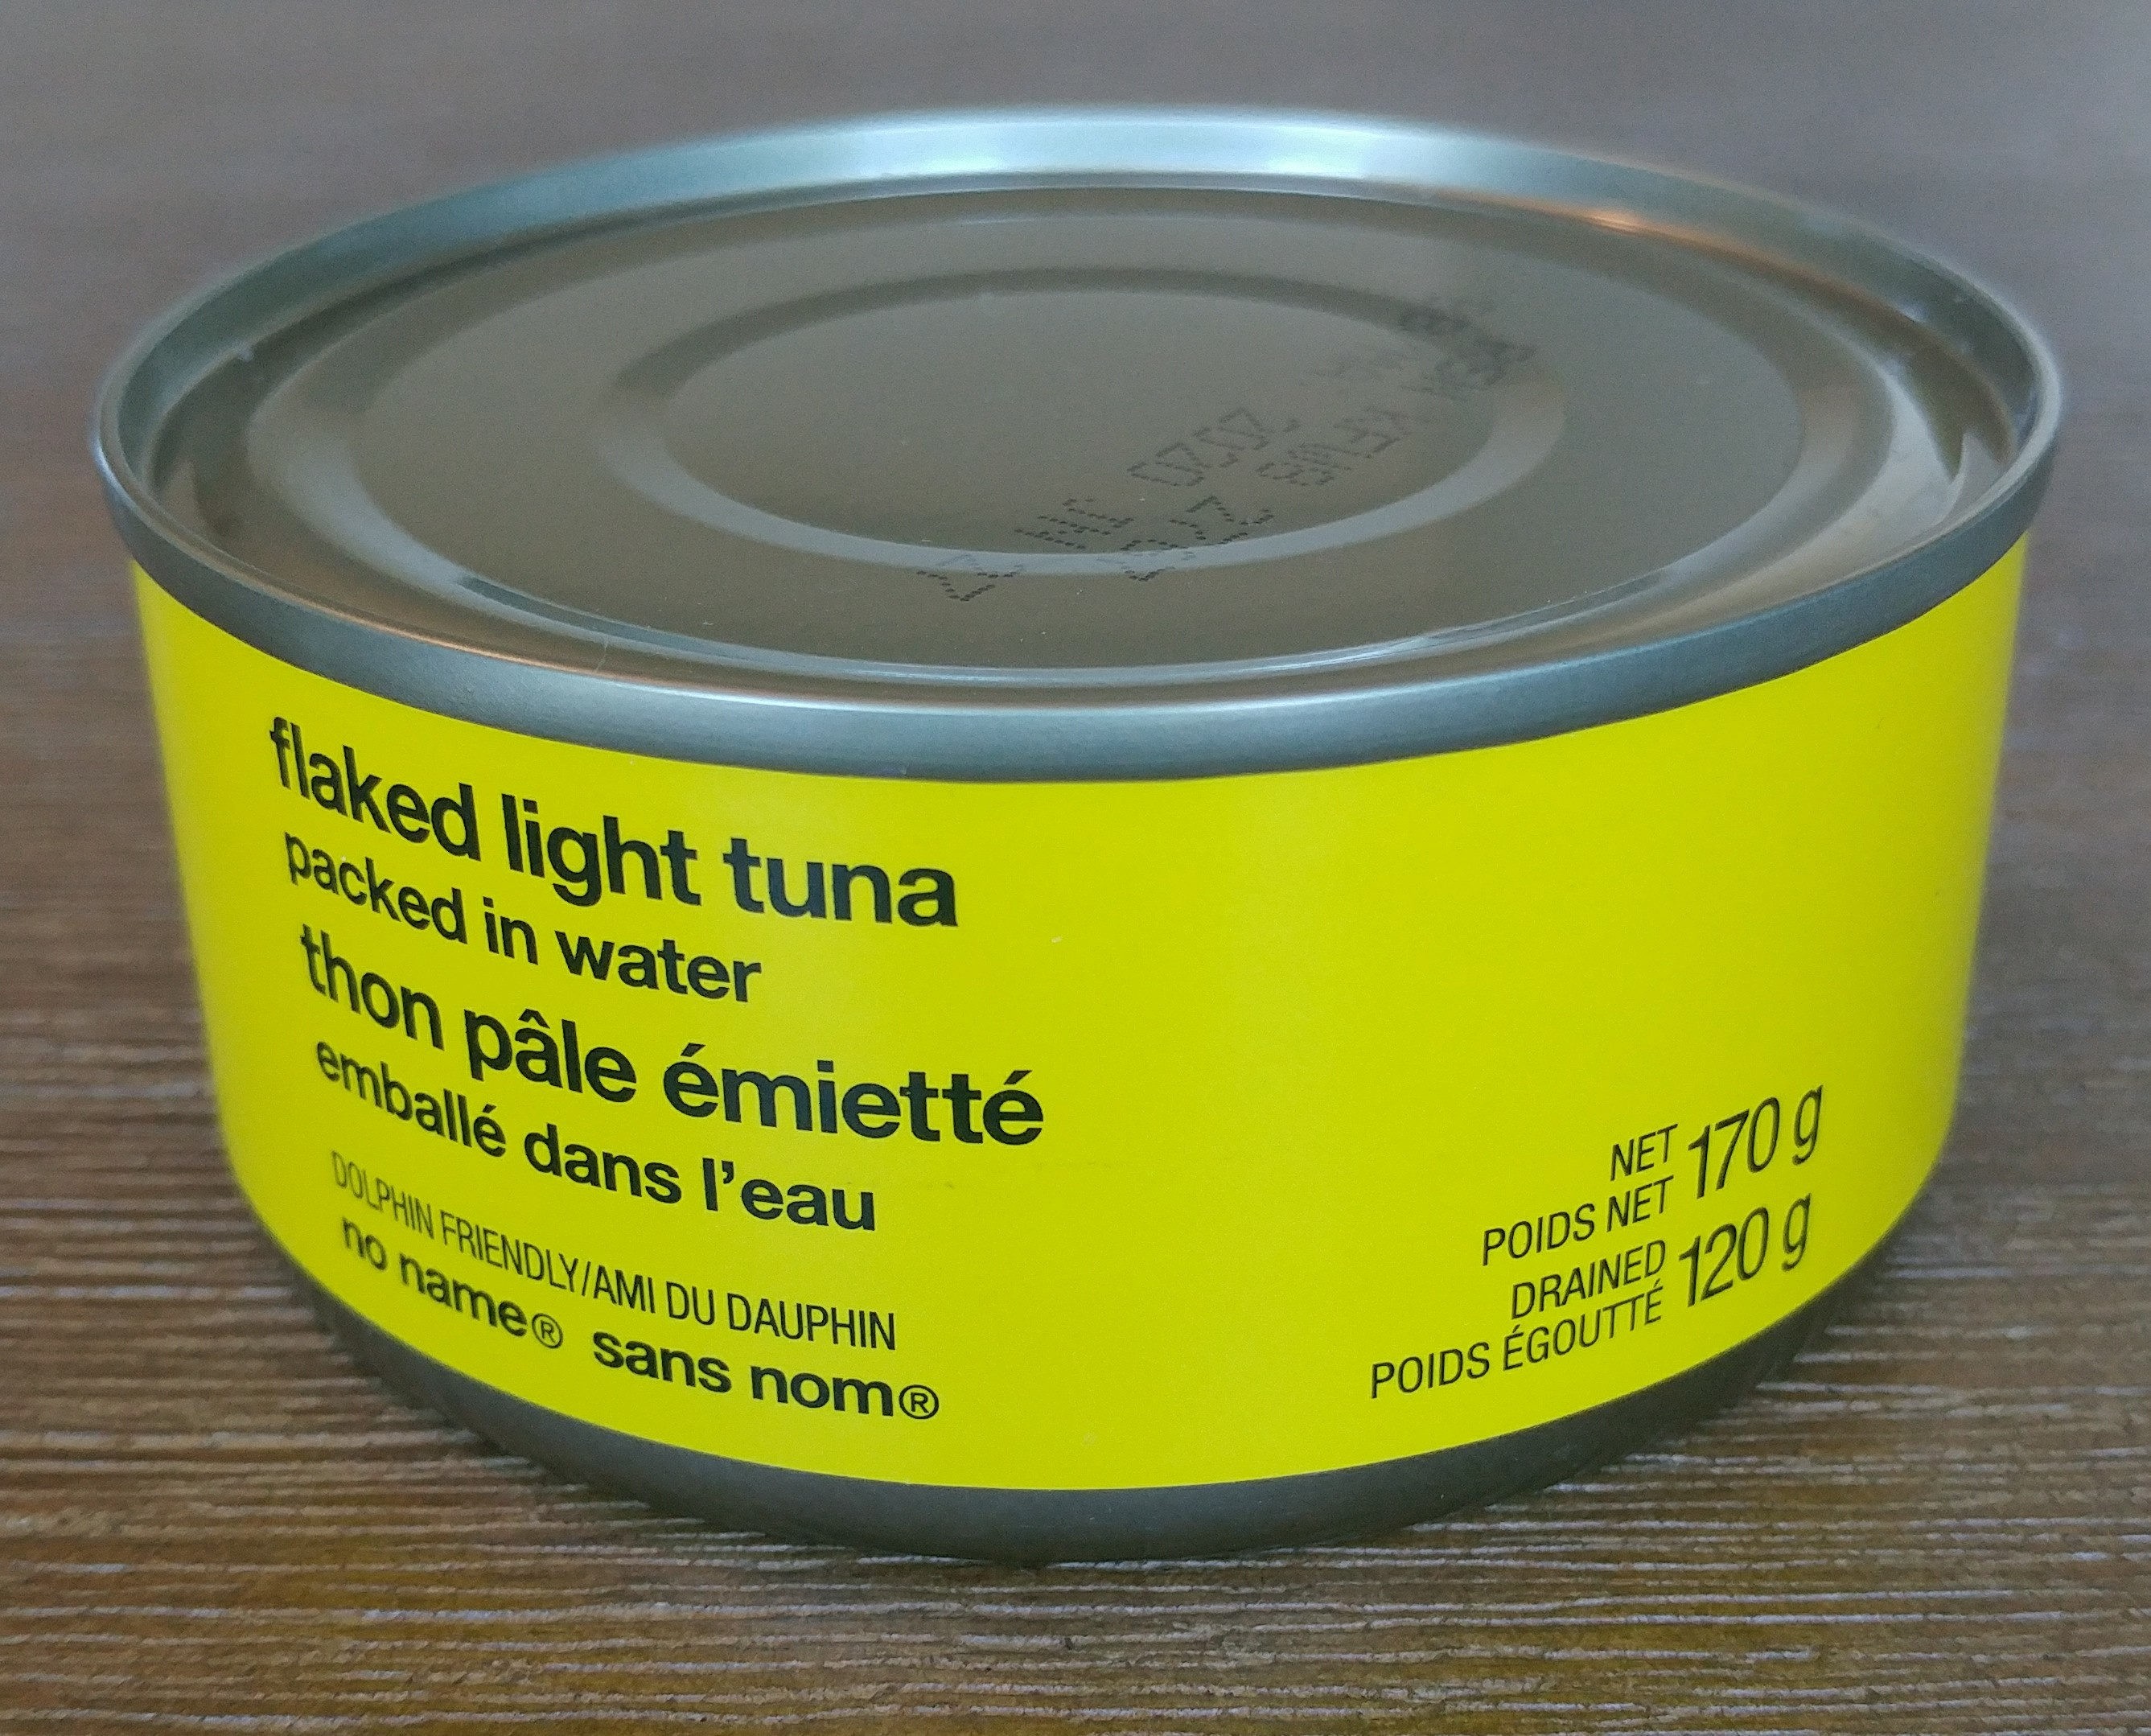 2020
flaked light tuna
packed in water
thon pâle émietté
emballé dans l'eau
DOLPHIN FRIENDLY/AMI DU DAUPHIN
no name® sans nom®
NET
POIDS NET 170 g
DRAINED
POIDS ÉGOUTTÉ 120 g